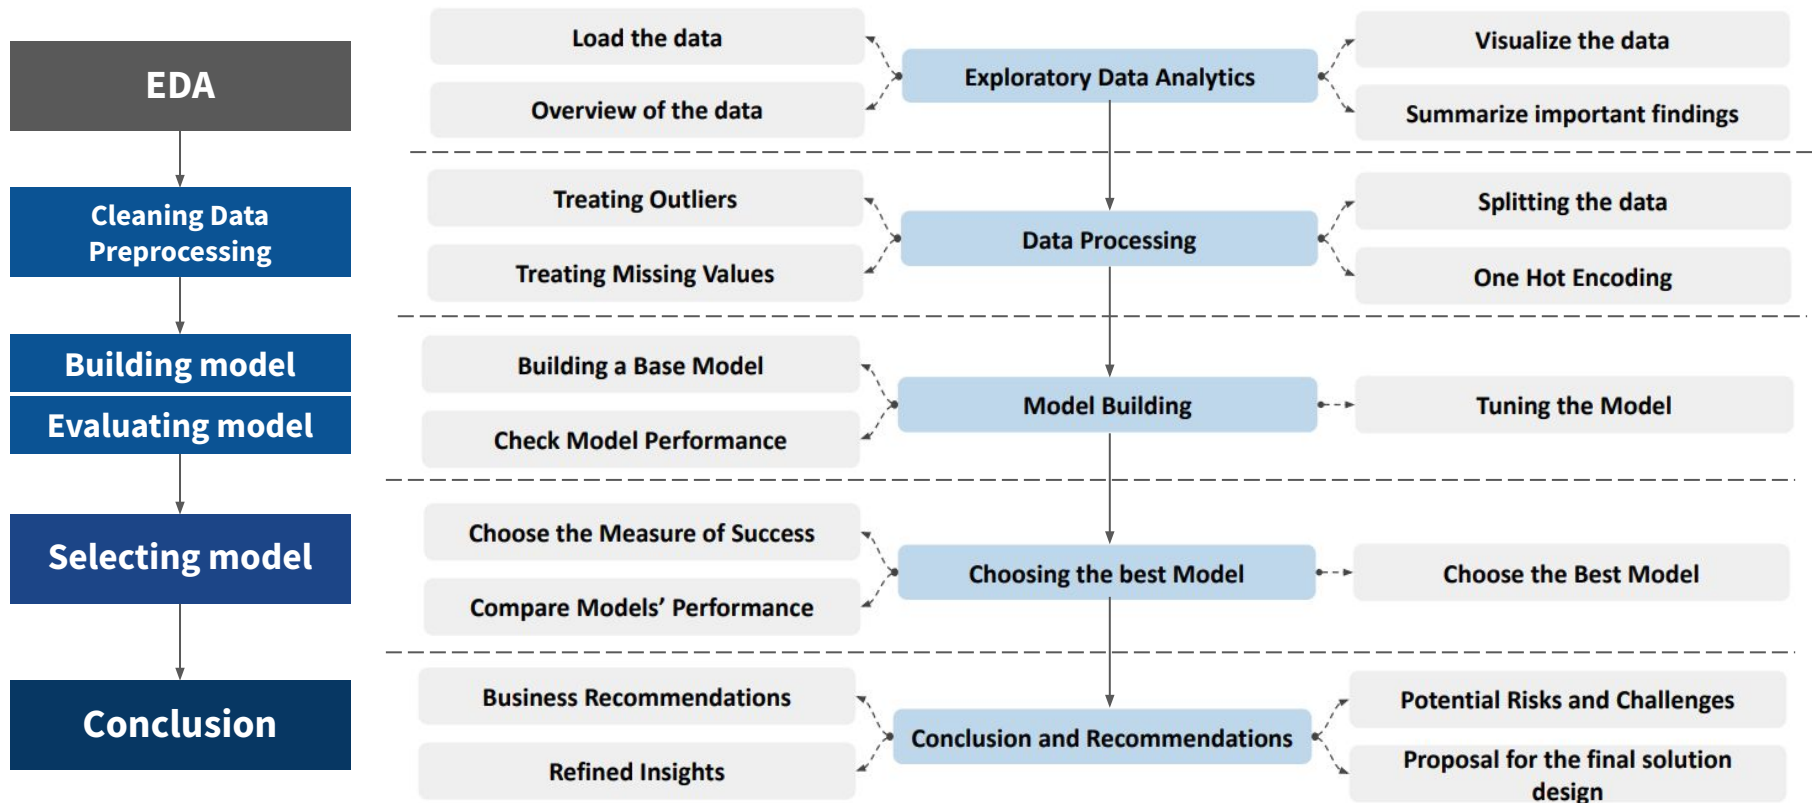 EDA
Cleaning Data
Preprocessing
Building model
Evaluating model
Selecting model
Conclusion
Load the data
Overview of the data
Exploratory Data Analytics
Visualize the data
Summarize important findings
Treating Outliers
Treating Missing Values
Data Processing
Splitting the data
One Hot Encoding
Building a Base Model
Check Model Performance
Model Building
Tuning the Model
Choose the Measure of Success
Compare Models’ Performance
Choosing the best Model
Choose the Best Model
Business Recommendations
Refined Insights
Conclusion and Recommendations
Potential Risks and Challenges
Proposal for the final solution
design